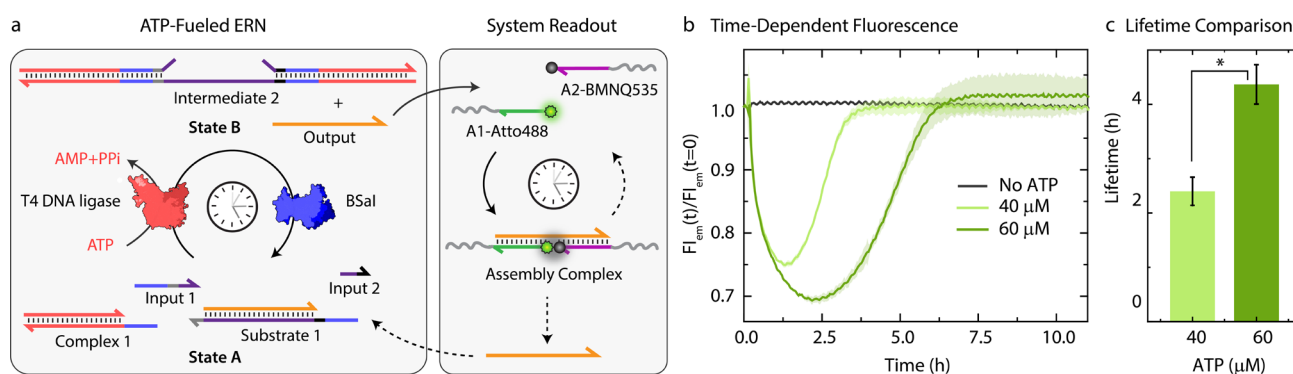 a
ATP-Fueled ERN
System Readout
Intermediate 2
+
State B
Output
AMP+PPi
T4 DNA ligase
BSaI
ATP
Input 1
Input 2
Complex 1
Substrate 1
State A
A2-BMNQ535
A1-Atto488
Assembly Complex
b
Time-Dependent Fluorescence
FIem(t)/FIem(t=0)
1.0
0.9
0.8
0.7
No ATP
40 µM
60 µM
0.0
2.5
5.0
7.5
10.0
Time (h)
c
Lifetime Comparison
Lifetime (h)
4
2
0
*
40
60
ATP (µM)